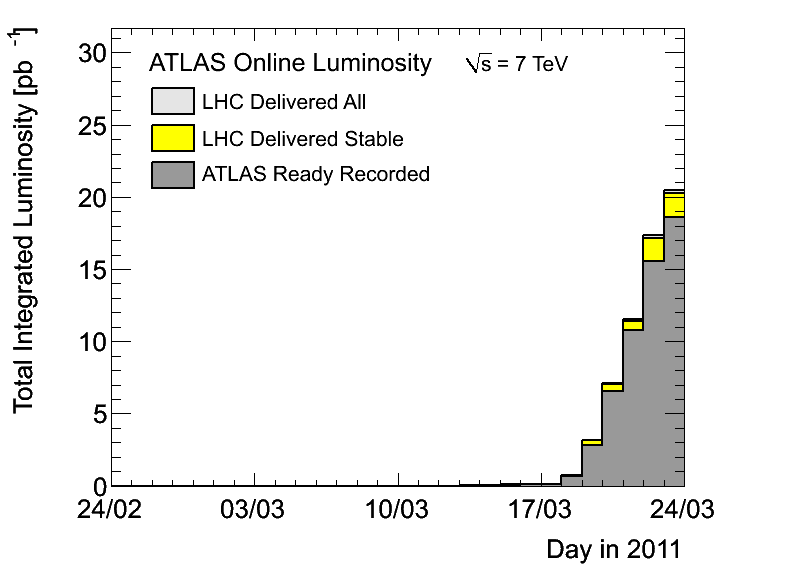 Total Integrated Luminosity [pb⁻¹]
30
25
20
15
10
5
0
ATLAS Online Luminosity √s = 7 TeV
LHC Delivered All
LHC Delivered Stable
ATLAS Ready Recorded
24/02 03/03 10/03 17/03 24/03
Day in 2011